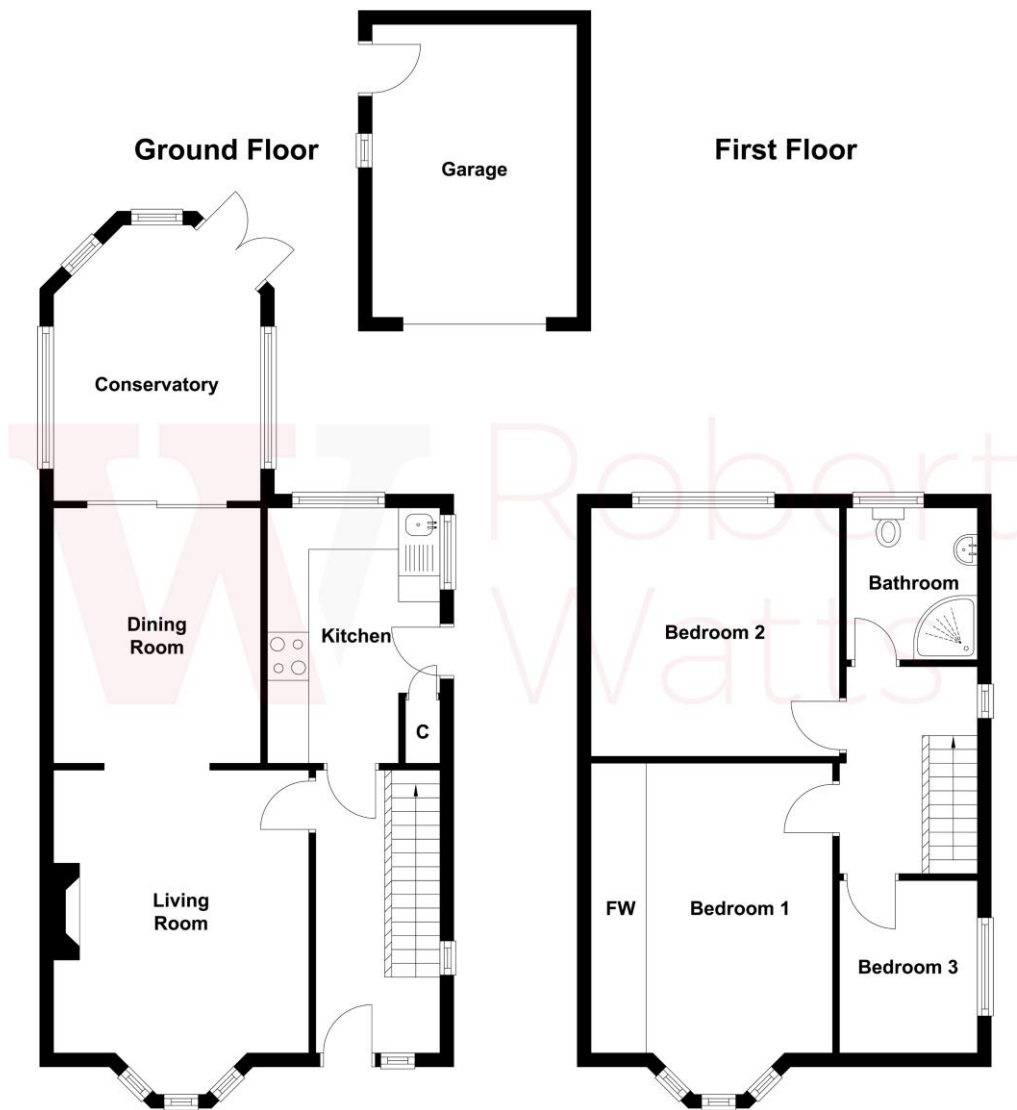 Ground Floor
First Floor
Garage
Conservatory
Robert
Watts
Dining
Room
Kitchen
C
Living
Room
Bedroom 2
Bathroom
FW
Bedroom 1
Bedroom 3